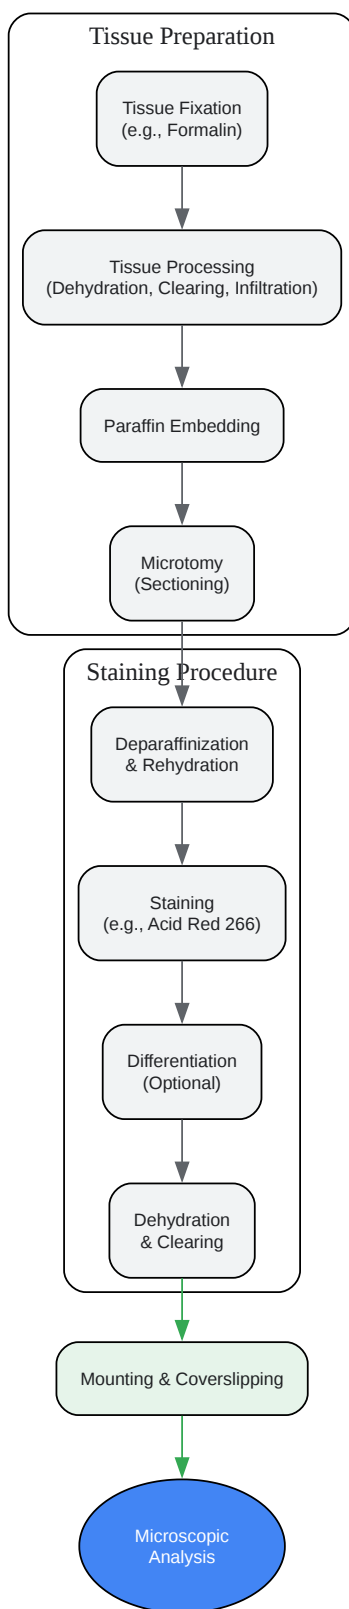 Tissue Preparation
Tissue Fixation
(e.g., Formalin)
Tissue Processing
(Dehydration, Clearing, Infiltration)
Paraffin Embedding
Microtomy
(Sectioning)
Staining Procedure
Deparaffinization
& Rehydration
Staining
(e.g., Acid Red 266)
Differentiation
(Optional)
Dehydration
& Clearing
Mounting & Coverslipping
Microscopic
Analysis